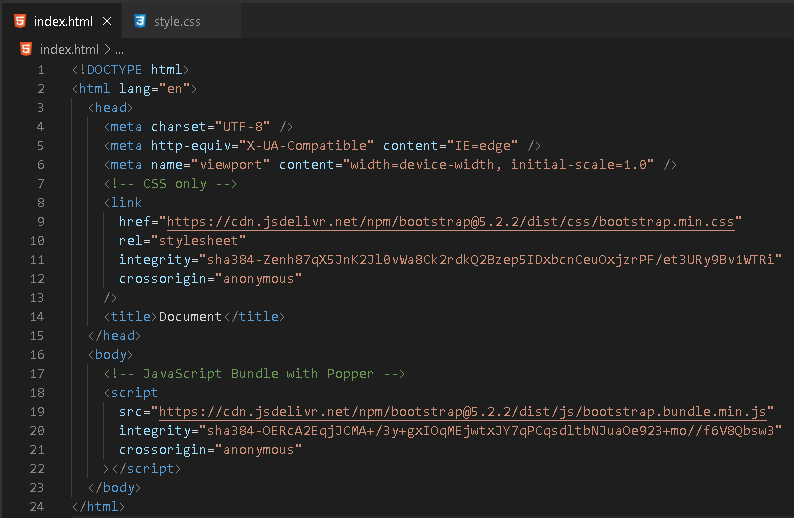 index.html × style.css
index.html > ...
1 <!DOCTYPE html>
2 <html lang="en">
3 <head>
4 <meta charset="UTF-8" />
5 <meta http-equiv="X-UA-Compatible" content="IE=edge" />
6 <meta name="viewport" content="width=device-width, initial-scale=1.0" />
7 <!-- CSS only -->
8 <link
9 href="https://cdn.jsdelivr.net/npm/bootstrap@5.2.2/dist/css/bootstrap.min.css"
10 rel="stylesheet"
11 integrity="sha384-Zenh87qX5JnK2Jl0vWa8Ck2rdkQ2Bzep5IDxbcnCeuOxjzrPF/et3URy9Bv1WTRi"
12 crossorigin="anonymous"
13 />
14 <title>Document</title>
15 </head>
16 <body>
17 <!-- JavaScript Bundle with Popper -->
18 <script
19 src="https://cdn.jsdelivr.net/npm/bootstrap@5.2.2/dist/js/bootstrap.bundle.min.js"
20 integrity="sha384-OERcA2EqjJCMA+/3y+gxIOqMEjwtxJY7qPCqsdltbNJuaOe923+mo//f6V8Qbsw3"
21 crossorigin="anonymous"
22 ></script>
23 </body>
24 </html>